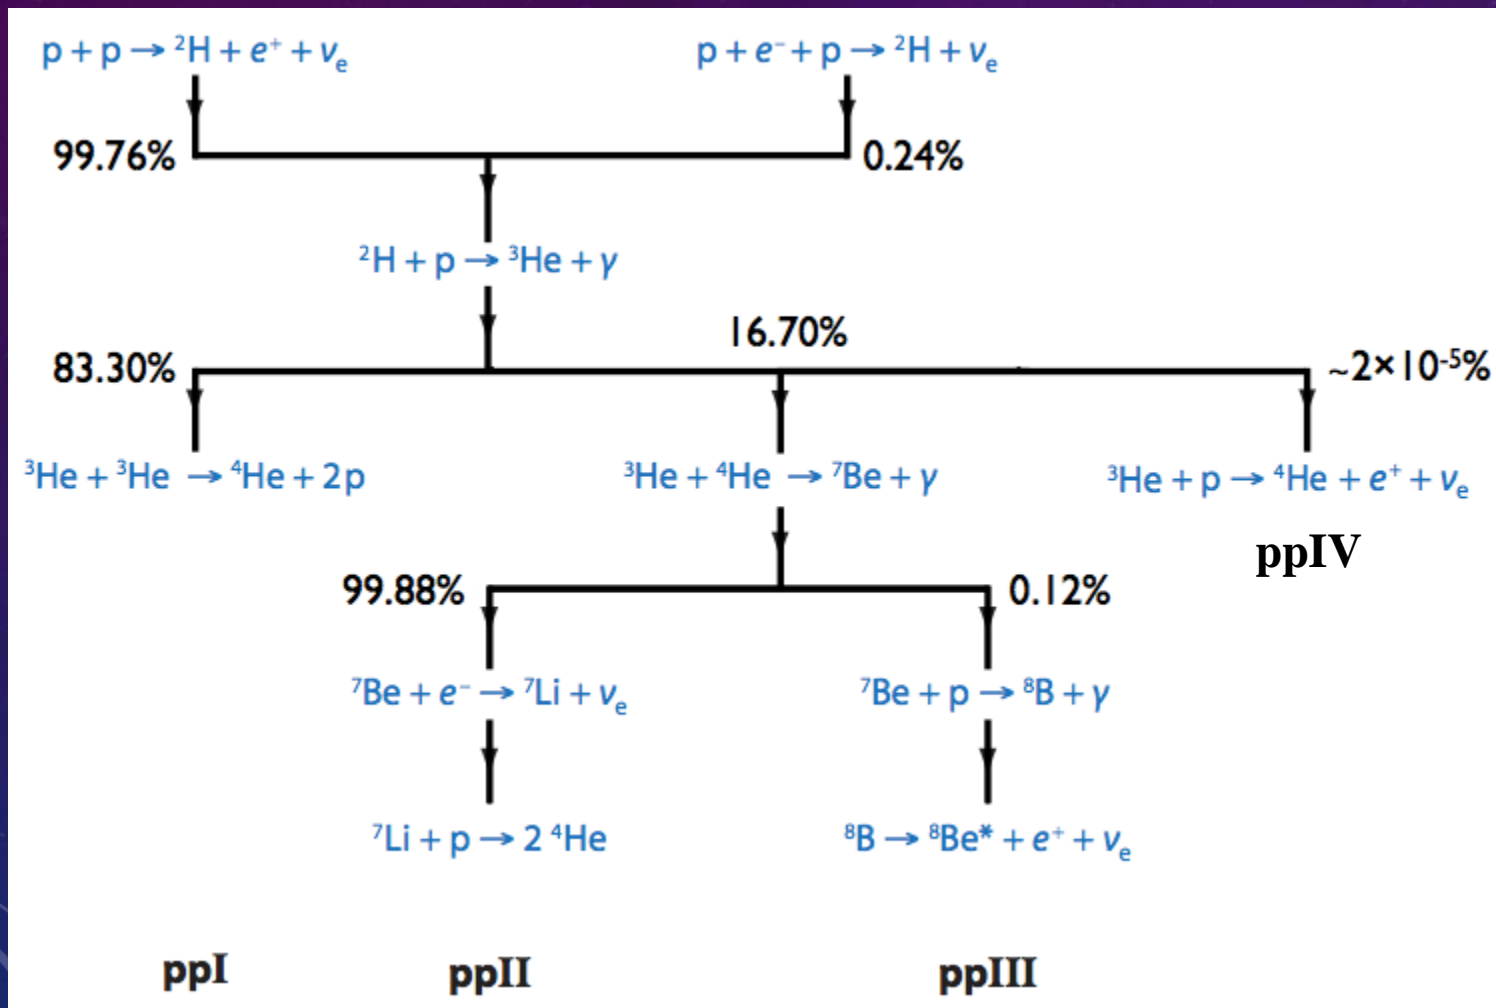 p + p → ²H + e⁺ + νₑ
p + e⁻ + p → ²H + νₑ
99.76%
0.24%
²H + p → ³He + γ
16.70%
83.30%
~2×10⁻⁵%
³He + ³He → ⁴He + 2p
³He + ⁴He → ⁷Be + γ
³He + p → ⁴He + e⁺ + νₑ
ppIV
99.88%
0.12%
⁷Be + e⁻ → ⁷Li + νₑ
⁷Be + p → ⁸B + γ
⁷Li + p → 2 ⁴He
⁸B → ⁸Be* + e⁺ + νₑ
ppI
ppII
ppIII